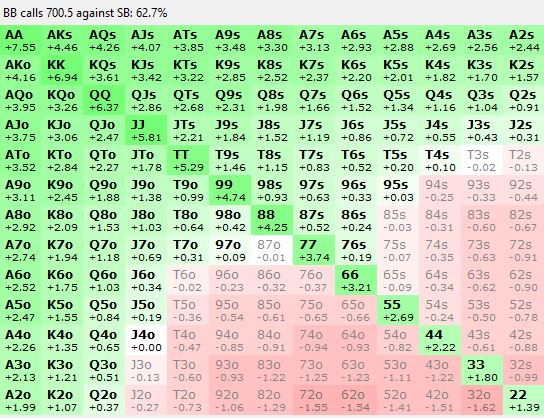 BB calls 700.5 against SB: 62.7%
AA AKs AQs AJs ATs A9s A8s A7s A6s A5s A4s A3s A2s
+7.55 +4.46 +4.26 +4.07 +3.85 +3.48 +3.30 +3.13 +2.93 +2.88 +2.69 +2.56 +2.44
AKo KK KQs KJs KTs K9s K8s K7s K6s K5s K4s K3s K2s
+4.16 +6.94 +3.61 +3.42 +3.22 +2.85 +2.52 +2.37 +2.20 +2.01 +1.82 +1.70 +1.57
AQo KQo QQ QJs QTs Q9s Q8s Q7s Q6s Q5s Q4s Q3s Q2s
+3.95 +3.26 +6.37 +2.86 +2.68 +2.31 +1.98 +1.66 +1.52 +1.34 +1.16 +1.04 +0.91
AJo KJo QJo JJ JTs J9s J8s J7s J6s J5s J4s J3s J2s
+3.75 +3.06 +2.47 +5.81 +2.21 +1.84 +1.52 +1.19 +0.86 +0.72 +0.55 +0.43 +0.31
ATo KTo QTo JTo TT T9s T8s T7s T6s T5s T4s T3s T2s
+3.52 +2.84 +2.27 +1.78 +5.29 +1.46 +1.15 +0.83 +0.52 +0.20 +0.10 -0.02 -0.13
A9o K9o Q9o J9o T9o 99 98s 97s 96s 95s 94s 93s 92s
+3.11 +2.45 +1.88 +1.38 +0.99 +4.74 +0.93 +0.63 +0.33 +0.03 -0.25 -0.33 -0.44
A8o K8o Q8o J8o T8o 98o 88 87s 86s 85s 84s 83s 82s
+2.92 +2.09 +1.53 +1.03 +0.64 +0.42 +4.25 +0.52 +0.24 -0.03 -0.31 -0.60 -0.67
A7o K7o Q7o J7o T7o 97o 87o 77 76s 75s 74s 73s 72s
+2.74 +1.94 +1.18 +0.69 +0.31 +0.09 -0.01 +3.74 +0.19 -0.07 -0.35 -0.63 -0.91
A6o K6o Q6o J6o T6o 96o 86o 76o 66 65s 64s 63s 62s
+2.52 +1.75 +1.03 +0.34 -0.02 -0.23 -0.32 -0.37 +3.21 -0.09 -0.34 -0.62 -0.90
A5o K5o Q5o J5o T5o 95o 85o 75o 65o 55 54s 53s 52s
+2.47 +1.55 +0.84 +0.19 -0.36 -0.54 -0.61 -0.65 -0.66 +2.69 -0.24 -0.50 -0.78
A4o K4o Q4o J4o T4o 94o 84o 74o 64o 54o 44 43s 42s
+2.26 +1.35 +0.65 +0.00 -0.47 -0.85 -0.91 -0.94 -0.93 -0.82 +2.22 -0.61 -0.88
A3o K3o Q3o J3o T3o 93o 83o 73o 63o 53o 43o 33 32s
+2.13 +1.21 +0.51 -0.13 -0.60 -0.93 -1.22 -1.25 -1.23 -1.11 -1.22 +1.80 -0.99
A2o K2o Q2o J2o T2o 92o 82o 72o 62o 52o 42o 32o 22
+1.99 +1.07 +0.37 -0.27 -0.73 -1.06 -1.29 -1.55 -1.54 -1.41 -1.51 -1.62 +1.39